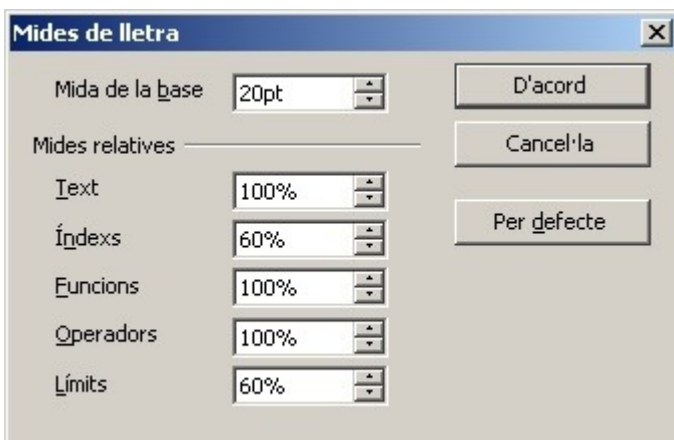 Mides de lletra
Mida de la base 20pt D'acord
Mides relatives Cancel·la
Text 100%
Índexs 60% Per defecte
Funcions 100%
Operadors 100%
Límits 60%